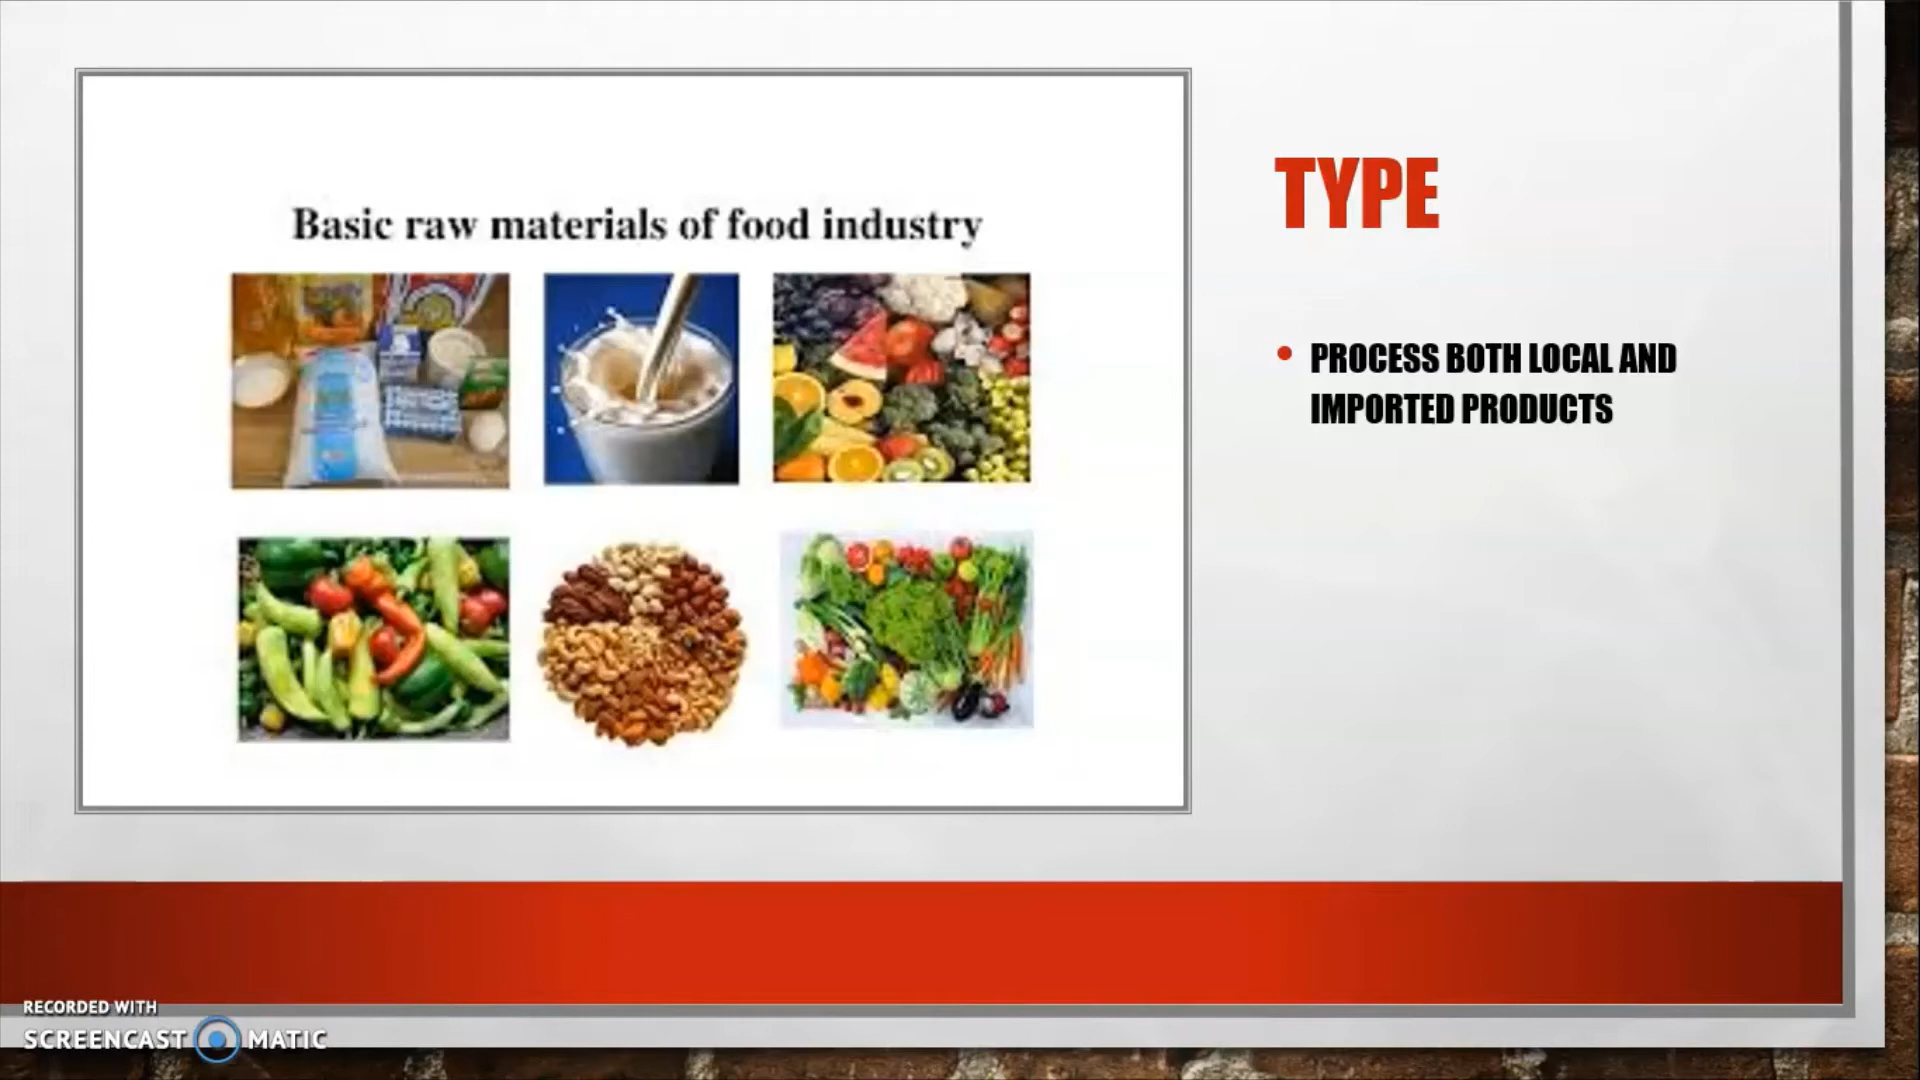 Basic raw materials of food industry
TYPE
• PROCESS BOTH LOCAL AND
IMPORTED PRODUCTS
RECORDED WITH
SCREENCAST MATIC